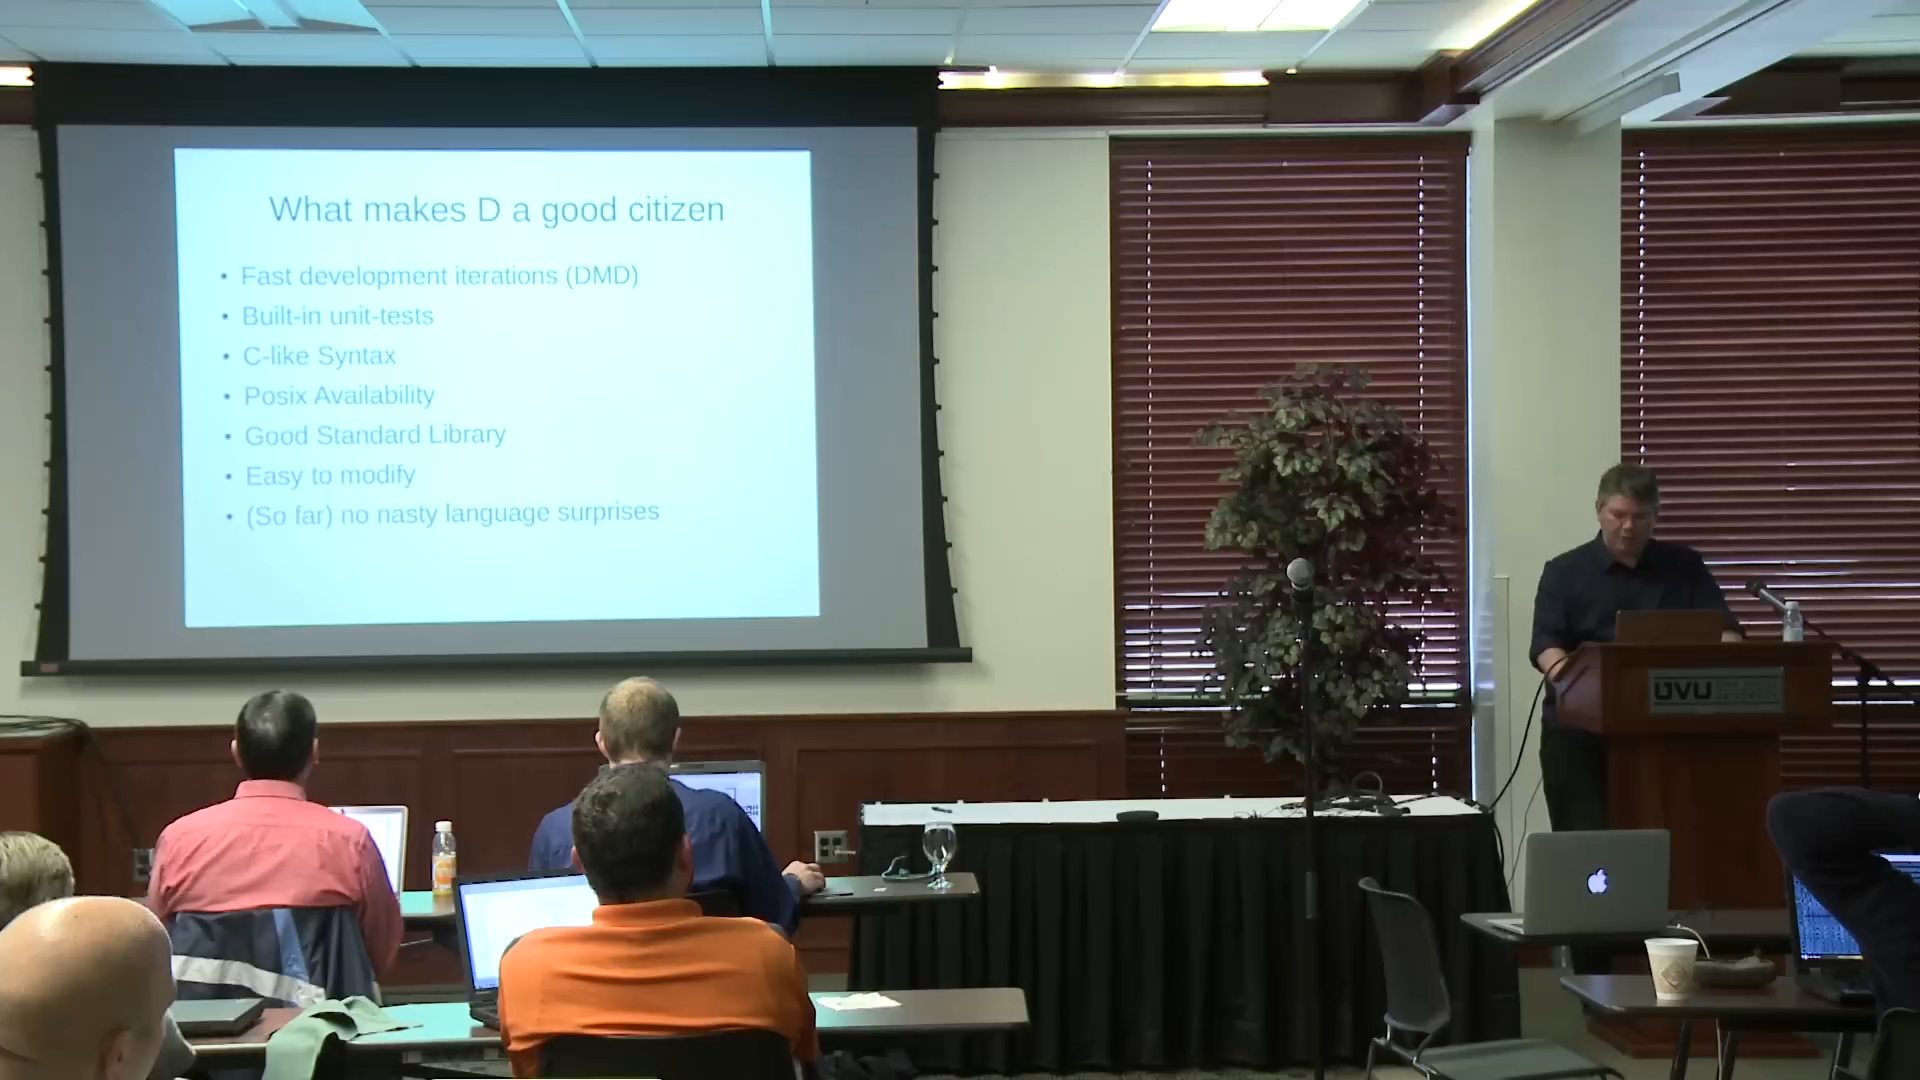 What makes D a good citizen
• Fast development iterations (DMD)
• Built-in unit-tests
• C-like Syntax
• Posix Availability
• Good Standard Library
• Easy to modify
• (So far) no nasty language surprises
UVU